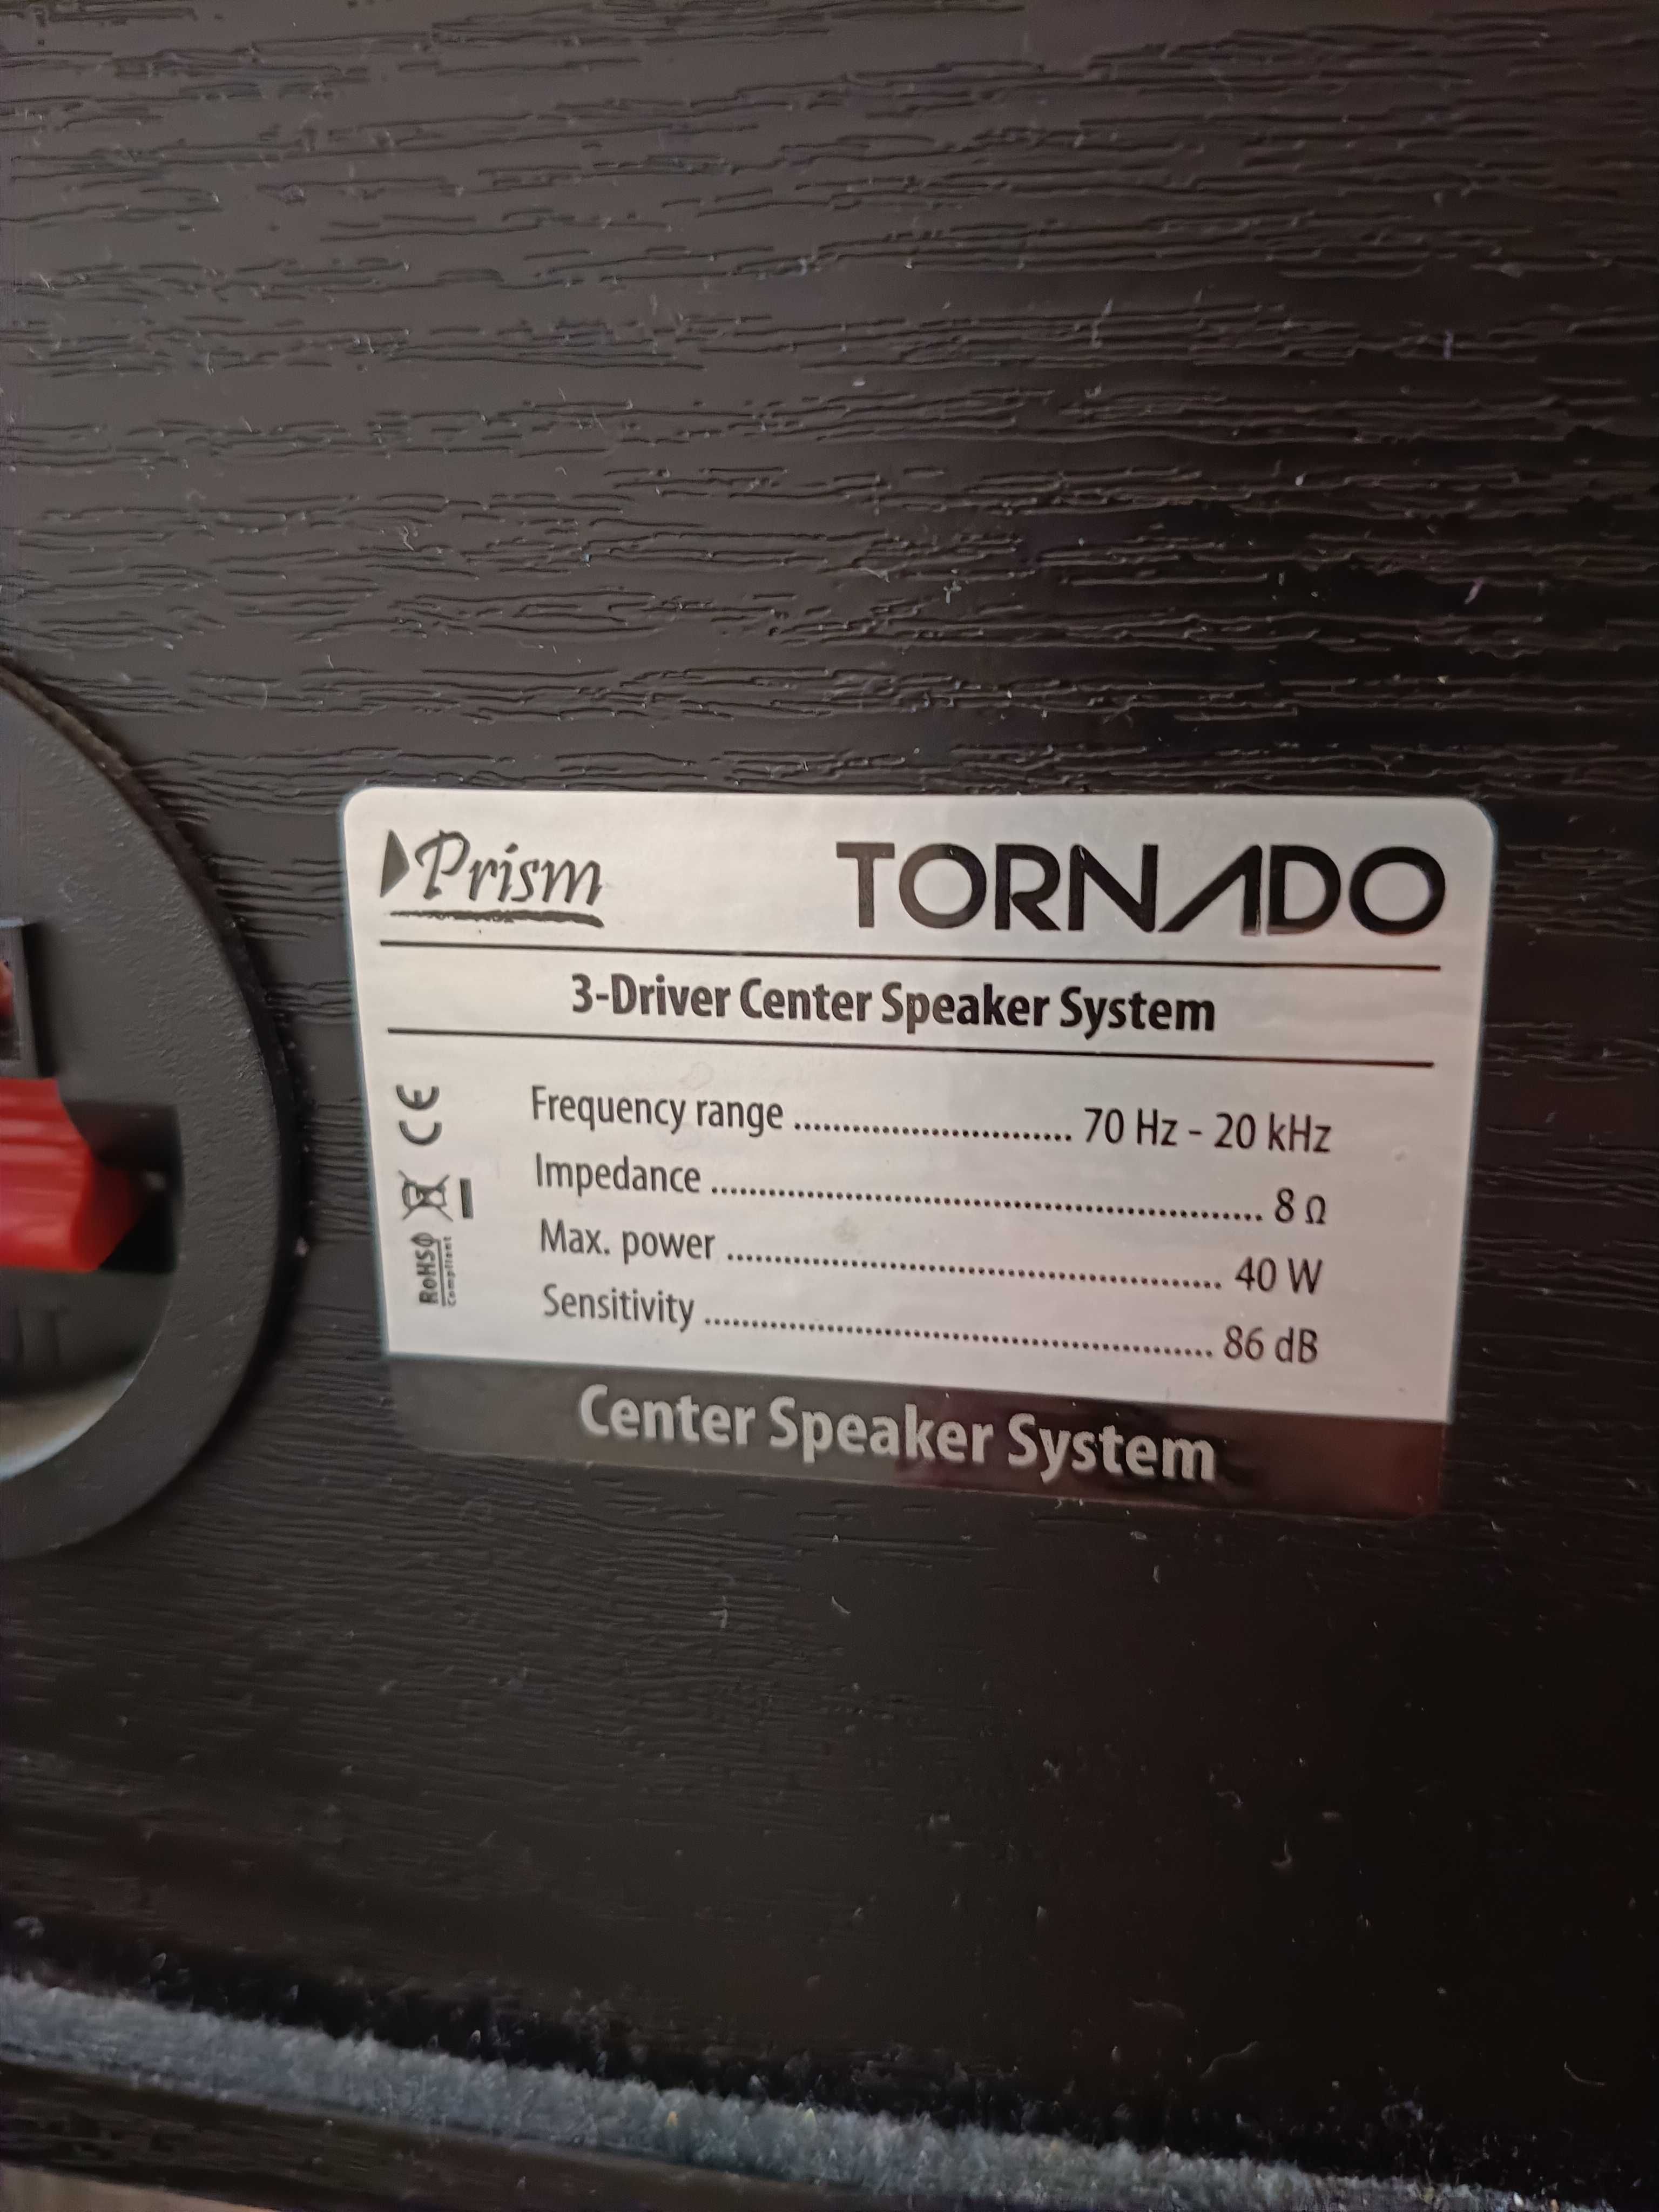 Prism TORNADO
3-Driver Center Speaker System
Frequency range ............................ 70 Hz - 20 kHz
Impedance ........................................................ 8 Ω
Max. power .................................................. 40 W
Sensitivity .................................................... 86 dB
CE
RoHS
Compliant
Center Speaker System